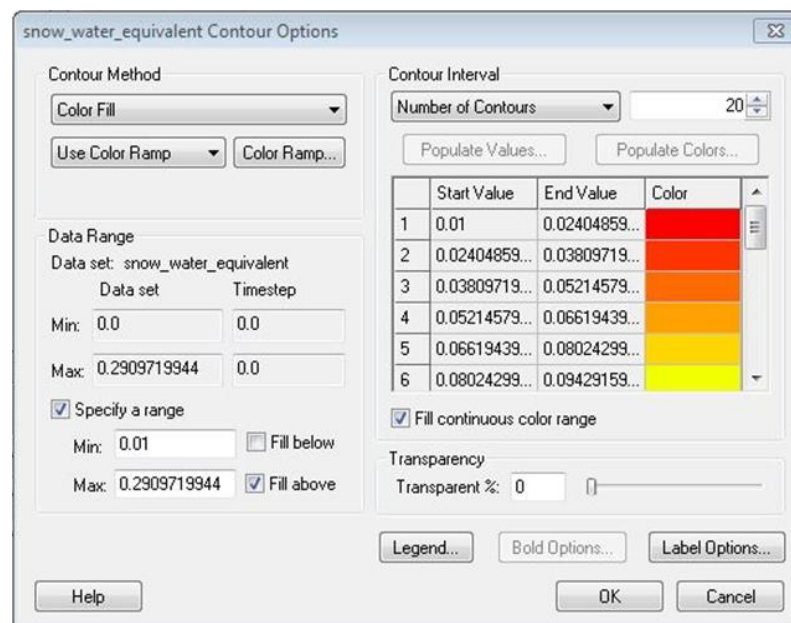 snow_water_equivalent Contour Options
Contour Method
Color Fill
Use Color Ramp Color Ramp...
Data Range
Data set: snow_water_equivalent
Data set Timestep
Min: 0.0 0.0
Max: 0.2909719944 0.0
Specify a range
Min: 0.01 Fill below
Max: 0.2909719944 Fill above
Contour Interval
Number of Contours 20
Populate Values... Populate Colors...
Start Value End Value Color
1 0.01 0.02404859...
2 0.02404859... 0.03809719...
3 0.03809719... 0.05214579...
4 0.05214579... 0.06619439...
5 0.06619439... 0.08024299...
6 0.08024299... 0.09429159...
Fill continuous color range
Transparency
Transparent %: 0
Legend... Bold Options... Label Options...
Help OK Cancel